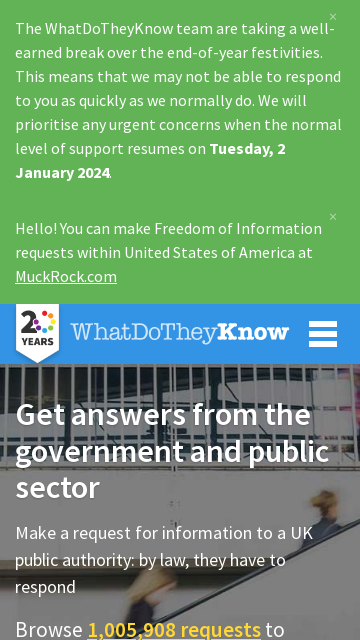 ×
The WhatDoTheyKnow team are taking a well-
earned break over the end-of-year festivities.
This means that we may not be able to respond
to you as quickly as we normally do. We will
prioritise any urgent concerns when the normal
level of support resumes on Tuesday, 2
January 2024.
×
Hello! You can make Freedom of Information
requests within United States of America at
MuckRock.com
20
YEARS
WhatDoTheyKnow
Get answers from the
government and public
sector
Make a request for information to a UK
public authority: by law, they have to
respond
Browse 1,005,908 requests to